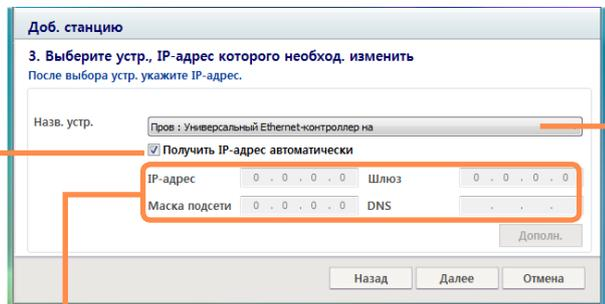 Доб. станцию
3. Выберите устр., IP-адрес которого необход. изменить
После выбора устр. укажите IP-адрес.
Назв. устр.
Пров : Универсальный Ethernet-контроллер на
Получить IP-адрес автоматически
IP-адрес 0 . 0 . 0 . 0 Шлюз 0 . 0 . 0 . 0
Маска подсети 0 . 0 . 0 . 0 DNS . . .
Дополн.
Назад Далее Отмена